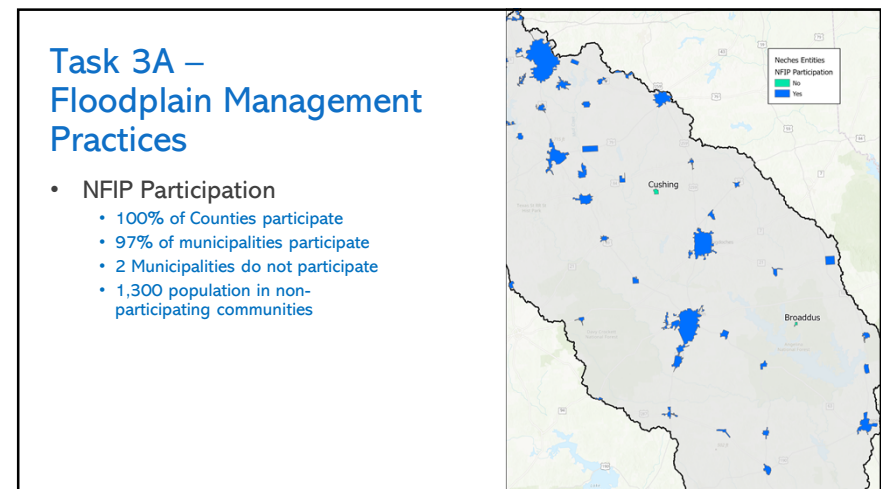 Task 3A –
Floodplain Management
Practices
• NFIP Participation
• 100% of Counties participate
• 97% of municipalities participate
• 2 Municipalities do not participate
• 1,300 population in non-
participating communities
Neches Entities
NFIP Participation
No
Yes
Cushing
Broaddus